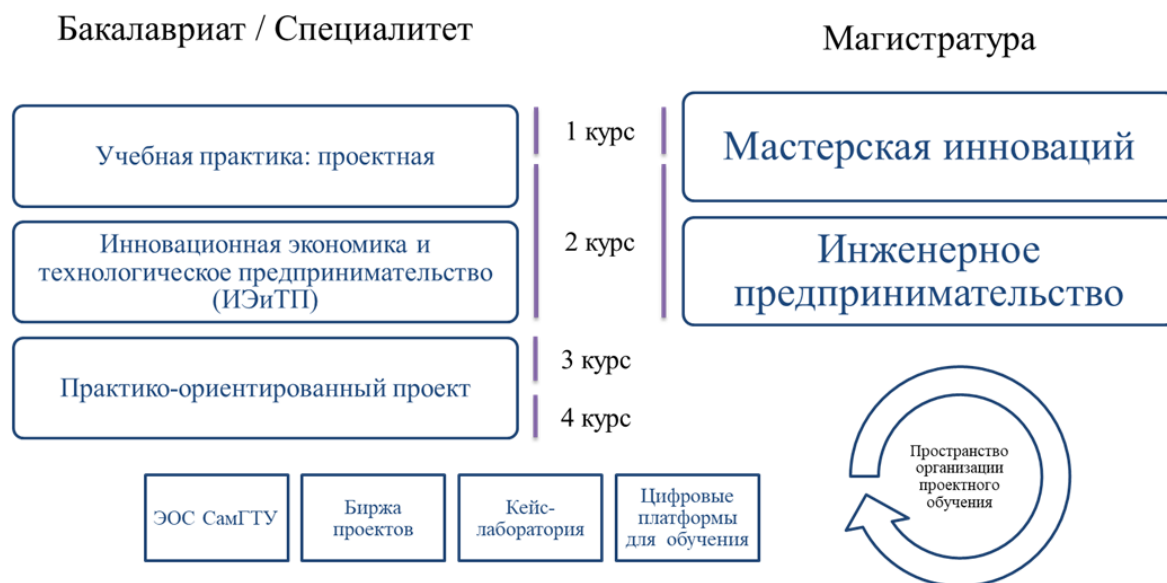 Бакалавриат / Специалитет
Магистратура
Учебная практика: проектная
Инновационная экономика и
технологическое предпринимательство
(ИЭиТП)
Практико-ориентированный проект
1 курс
2 курс
3 курс
4 курс
Мастерская инноваций
Инженерное
предпринимательство
ЭОС СамГТУ
Биржа
проектов
Кейс-
лаборатория
Цифровые
платформы
для обучения
Пространство
организации
проектного
обучения